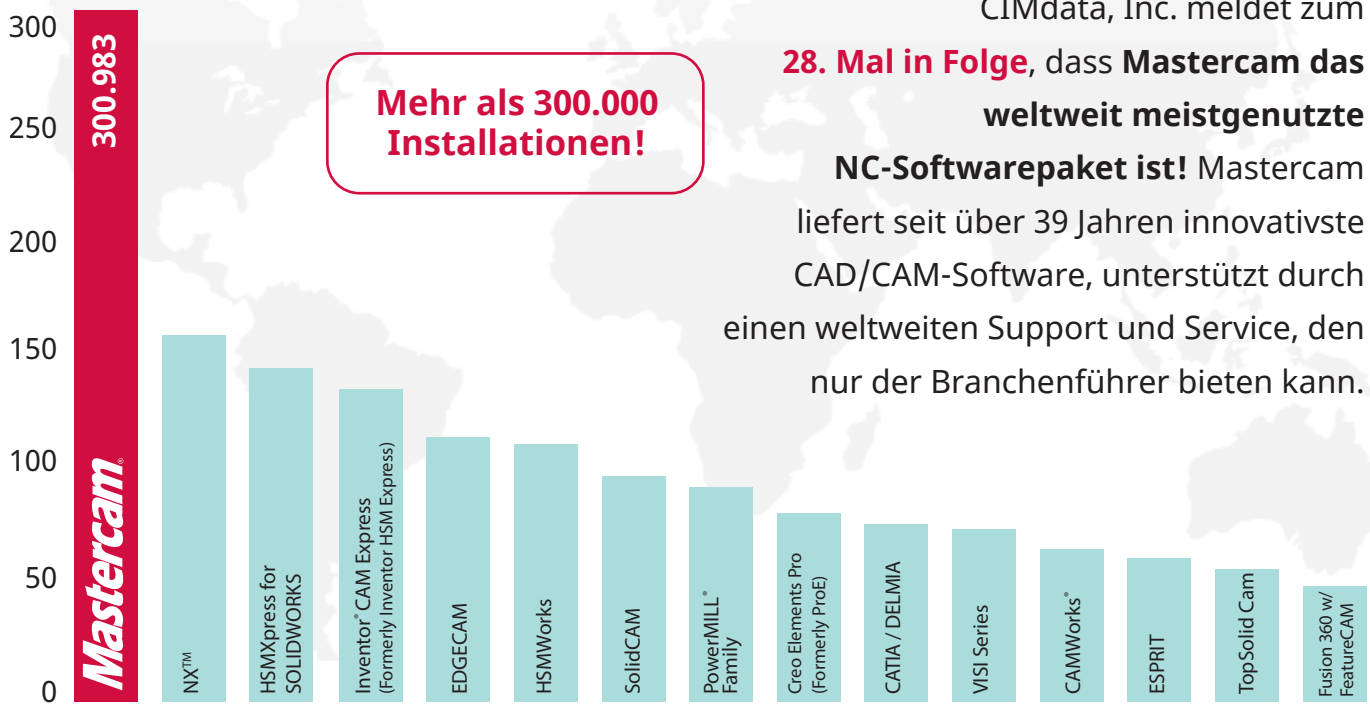 300
250
200
150
100
50
0
300.983
Mastercam®
Mehr als 300.000
Installationen!
CIMdata, Inc. meldet zum
28. Mal in Folge, dass Mastercam das
weltweit meistgenutzte
NC-Softwarepaket ist! Mastercam
liefert seit über 39 Jahren innovativste
CAD/CAM-Software, unterstützt durch
einen weltweiten Support und Service, den
nur der Branchenführer bieten kann.
NX™
HSMXpress for
SOLIDWORKS
Inventor® CAM Express
(Formerly Inventor HSM Express)
EDGECAM
HSMWorks
SolidCAM
PowerMILL®
Family
Creo Elements Pro
(Formerly ProE)
CATIA / DELMIA
VISI Series
CAMWorks®
ESPRIT
TopSolid Cam
Fusion 360 w/
FeatureCAM